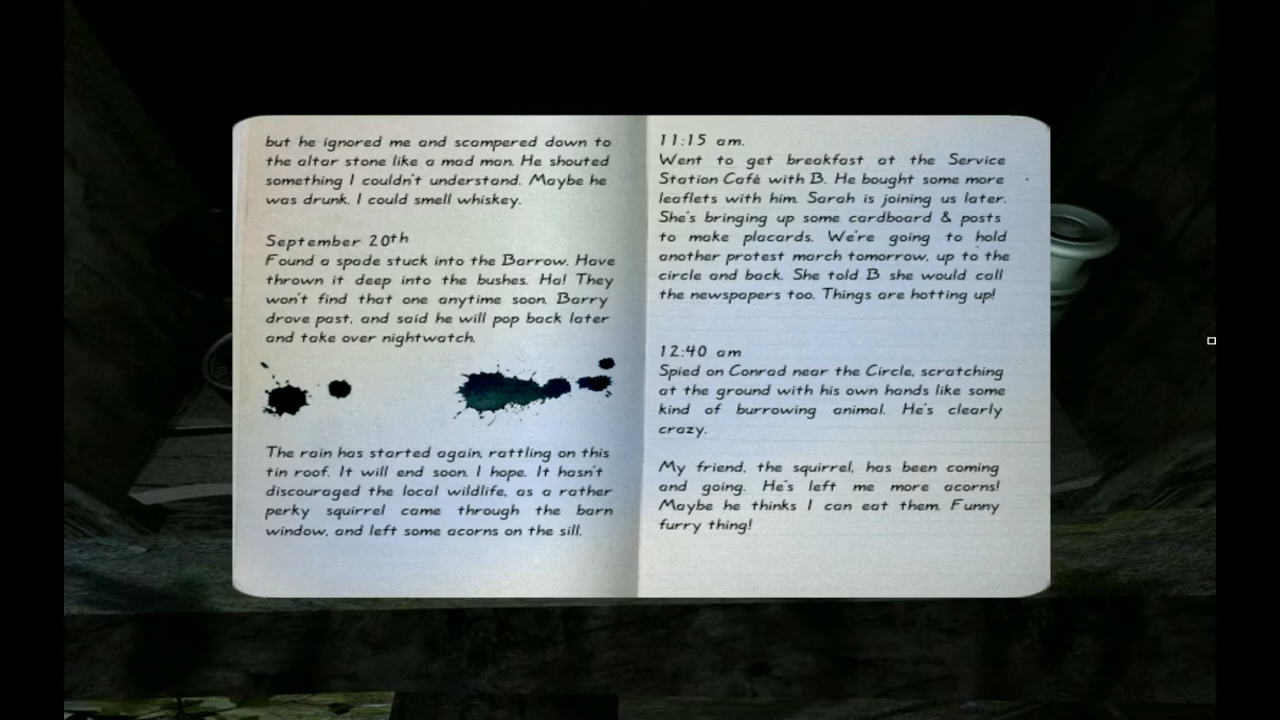 but he ignored me and scampered down to
the altar stone like a mad man. He shouted
something I couldn't understand. Maybe he
was drunk. I could smell whiskey.
September 20th
Found a spade stuck into the Barrow. Have
thrown it deep into the bushes. Ha! They
won't find that one anytime soon. Barry
drove past, and said he will pop back later
and take over nightwatch.
The rain has started again, rattling on this
tin roof. It will end soon. I hope. It hasn't
discouraged the local wildlife, as a rather
perky squirrel came through the barn
window, and left some acorns on the sill.
11:15 am.
Went to get breakfast at the Service
Station Café with B. He bought some more
leaflets with him. Sarah is joining us later.
She's bringing up some cardboard & posts
to make placards. We're going to hold
another protest march tomorrow, up to the
circle and back. She told B she would call
the newspapers too. Things are hotting up!
12:40 am
Spied on Conrad near the Circle, scratching
at the ground with his own hands like some
kind of burrowing animal. He's clearly
crazy.
My friend, the squirrel, has been coming
and going. He's left me more acorns!
Maybe he thinks I can eat them. Funny
furry thing!